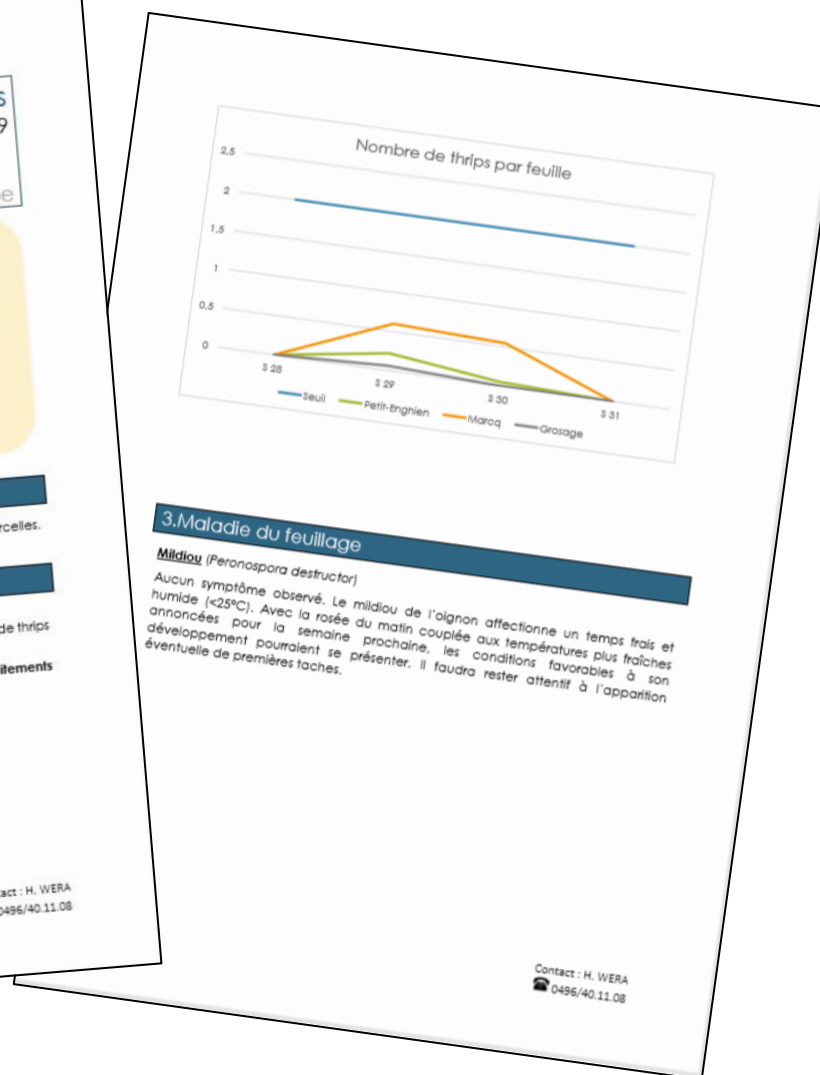 S
9
e
rcelles.
de thrips
itements
act : H. WERA
0496/40.11.08
Nombre de thrips par feuille
2,5
2
1,5
1
0,5
0
S 28
S 29
S 30
S 31
Seuil
Petit-Enghien
Marcq
Grosage
3.Maladie du feuillage
Mildiou (Peronospora destructor)
Aucun symptôme observé. Le mildiou de l'oignon affectionne un temps frais et
humide (<25°C). Avec la rosée du matin couplée aux températures plus fraîches
annoncées pour la semaine prochaine, les conditions favorables à son
développement pourraient se présenter. Il faudra rester attentif à l'apparition
éventuelle de premières taches.
Contact : H. WERA
☎ 0496/40.11.08